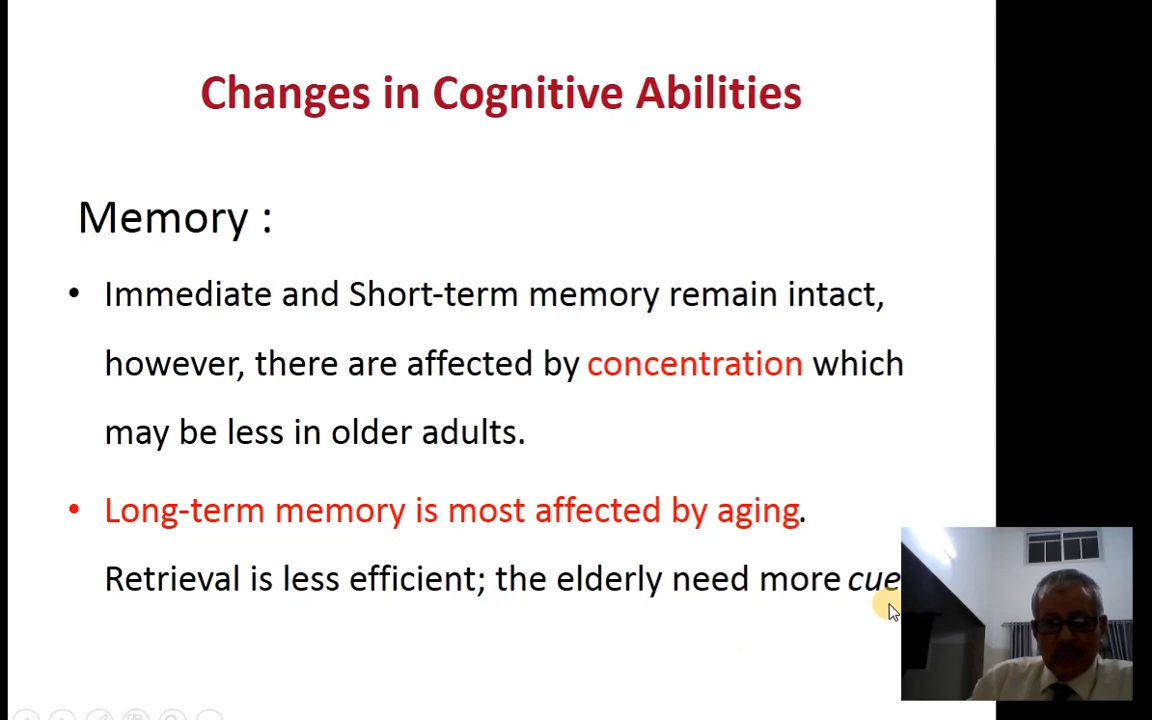 Changes in Cognitive Abilities
Memory :
• Immediate and Short-term memory remain intact,
however, there are affected by concentration which
may be less in older adults.
• Long-term memory is most affected by aging.
Retrieval is less efficient; the elderly need more cue